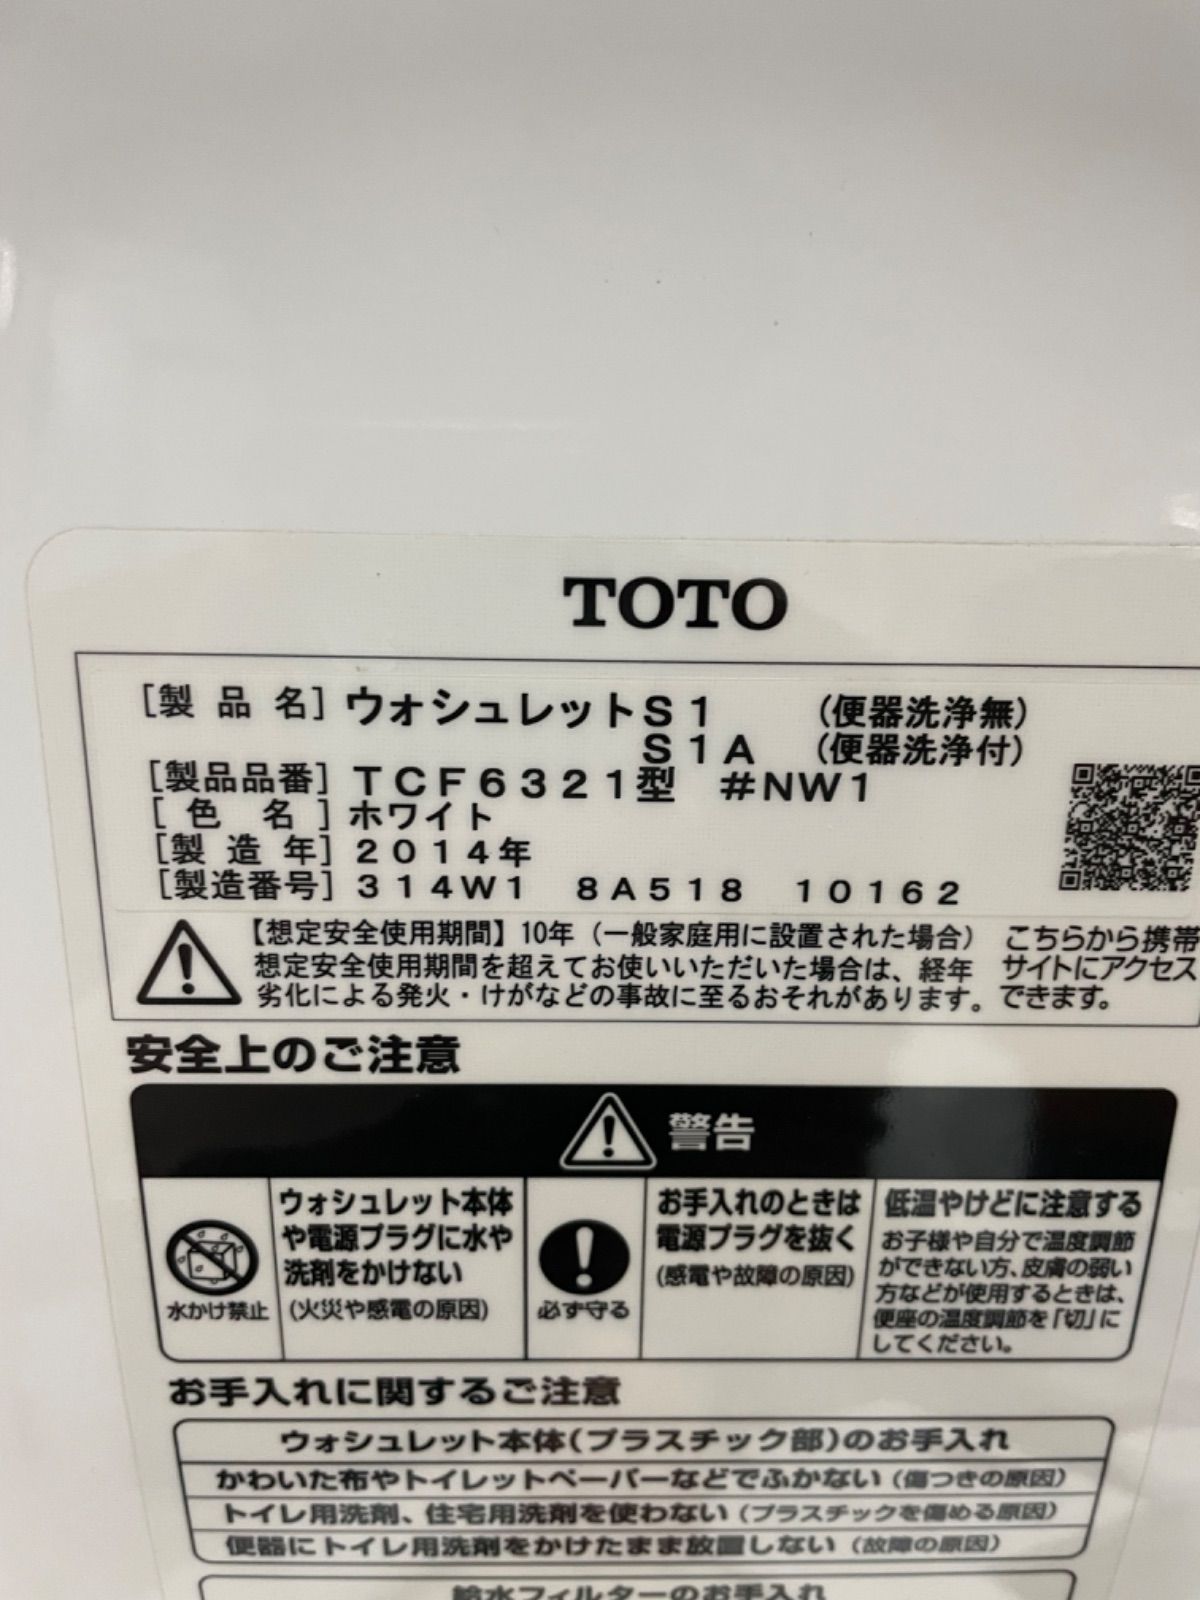 TOTO
[製品名] ウォシュレットS1 (便器洗浄無)
S1A (便器洗浄付)
[製品品番] TCF6321型 #NW1
[色名] ホワイト
[製造年] 2014年
[製造番号] 314W1 8A518 10162
【想定安全使用期間】10年（一般家庭用に設置された場合）
想定安全使用期間を超えてお使いいただいた場合は、経年
劣化による発火・けがなどの事故に至るおそれがあります。
こちらから携帯
サイトにアクセス
できます。
安全上のご注意
警告
水かけ禁止
ウォシュレット本体
や電源プラグに水や
洗剤をかけない
(火災や感電の原因)
必ず守る
お手入れのときは
電源プラグを抜く
(感電や故障の原因)
低温やけどに注意する
お子様や自分で温度調節
ができない方、皮膚の弱い
方などが使用するときは、
便座の温度調節を「切」に
してください。
お手入れに関するご注意
ウォシュレット本体(プラスチック部)のお手入れ
かわいた布やトイレットペーパーなどでふかない (傷つきの原因)
トイレ用洗剤、住宅用洗剤を使わない (プラスチックを傷める原因)
便器にトイレ用洗剤をかけたまま放置しない (故障の原因)
給水フィルターのお手入れ